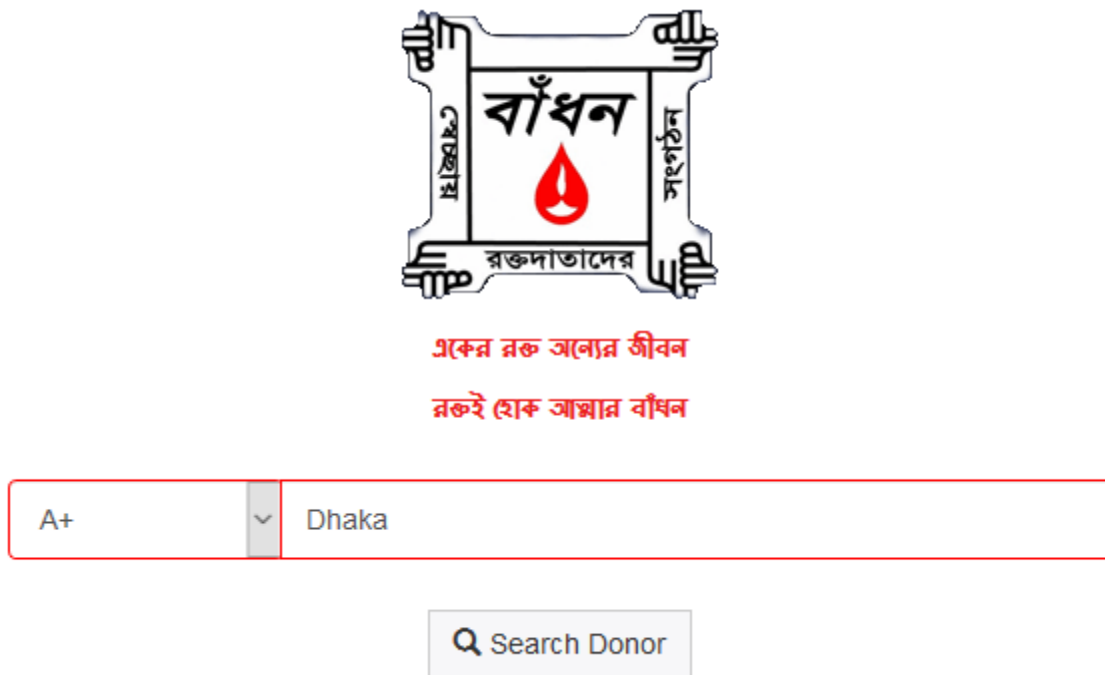 বাঁধন
স্বেচ্ছায়
রক্তদাতাদের
সংগঠন
একের রক্ত অন্যের জীবন
রক্তই হোক আত্মার বাঁধন
A+ Dhaka
Search Donor